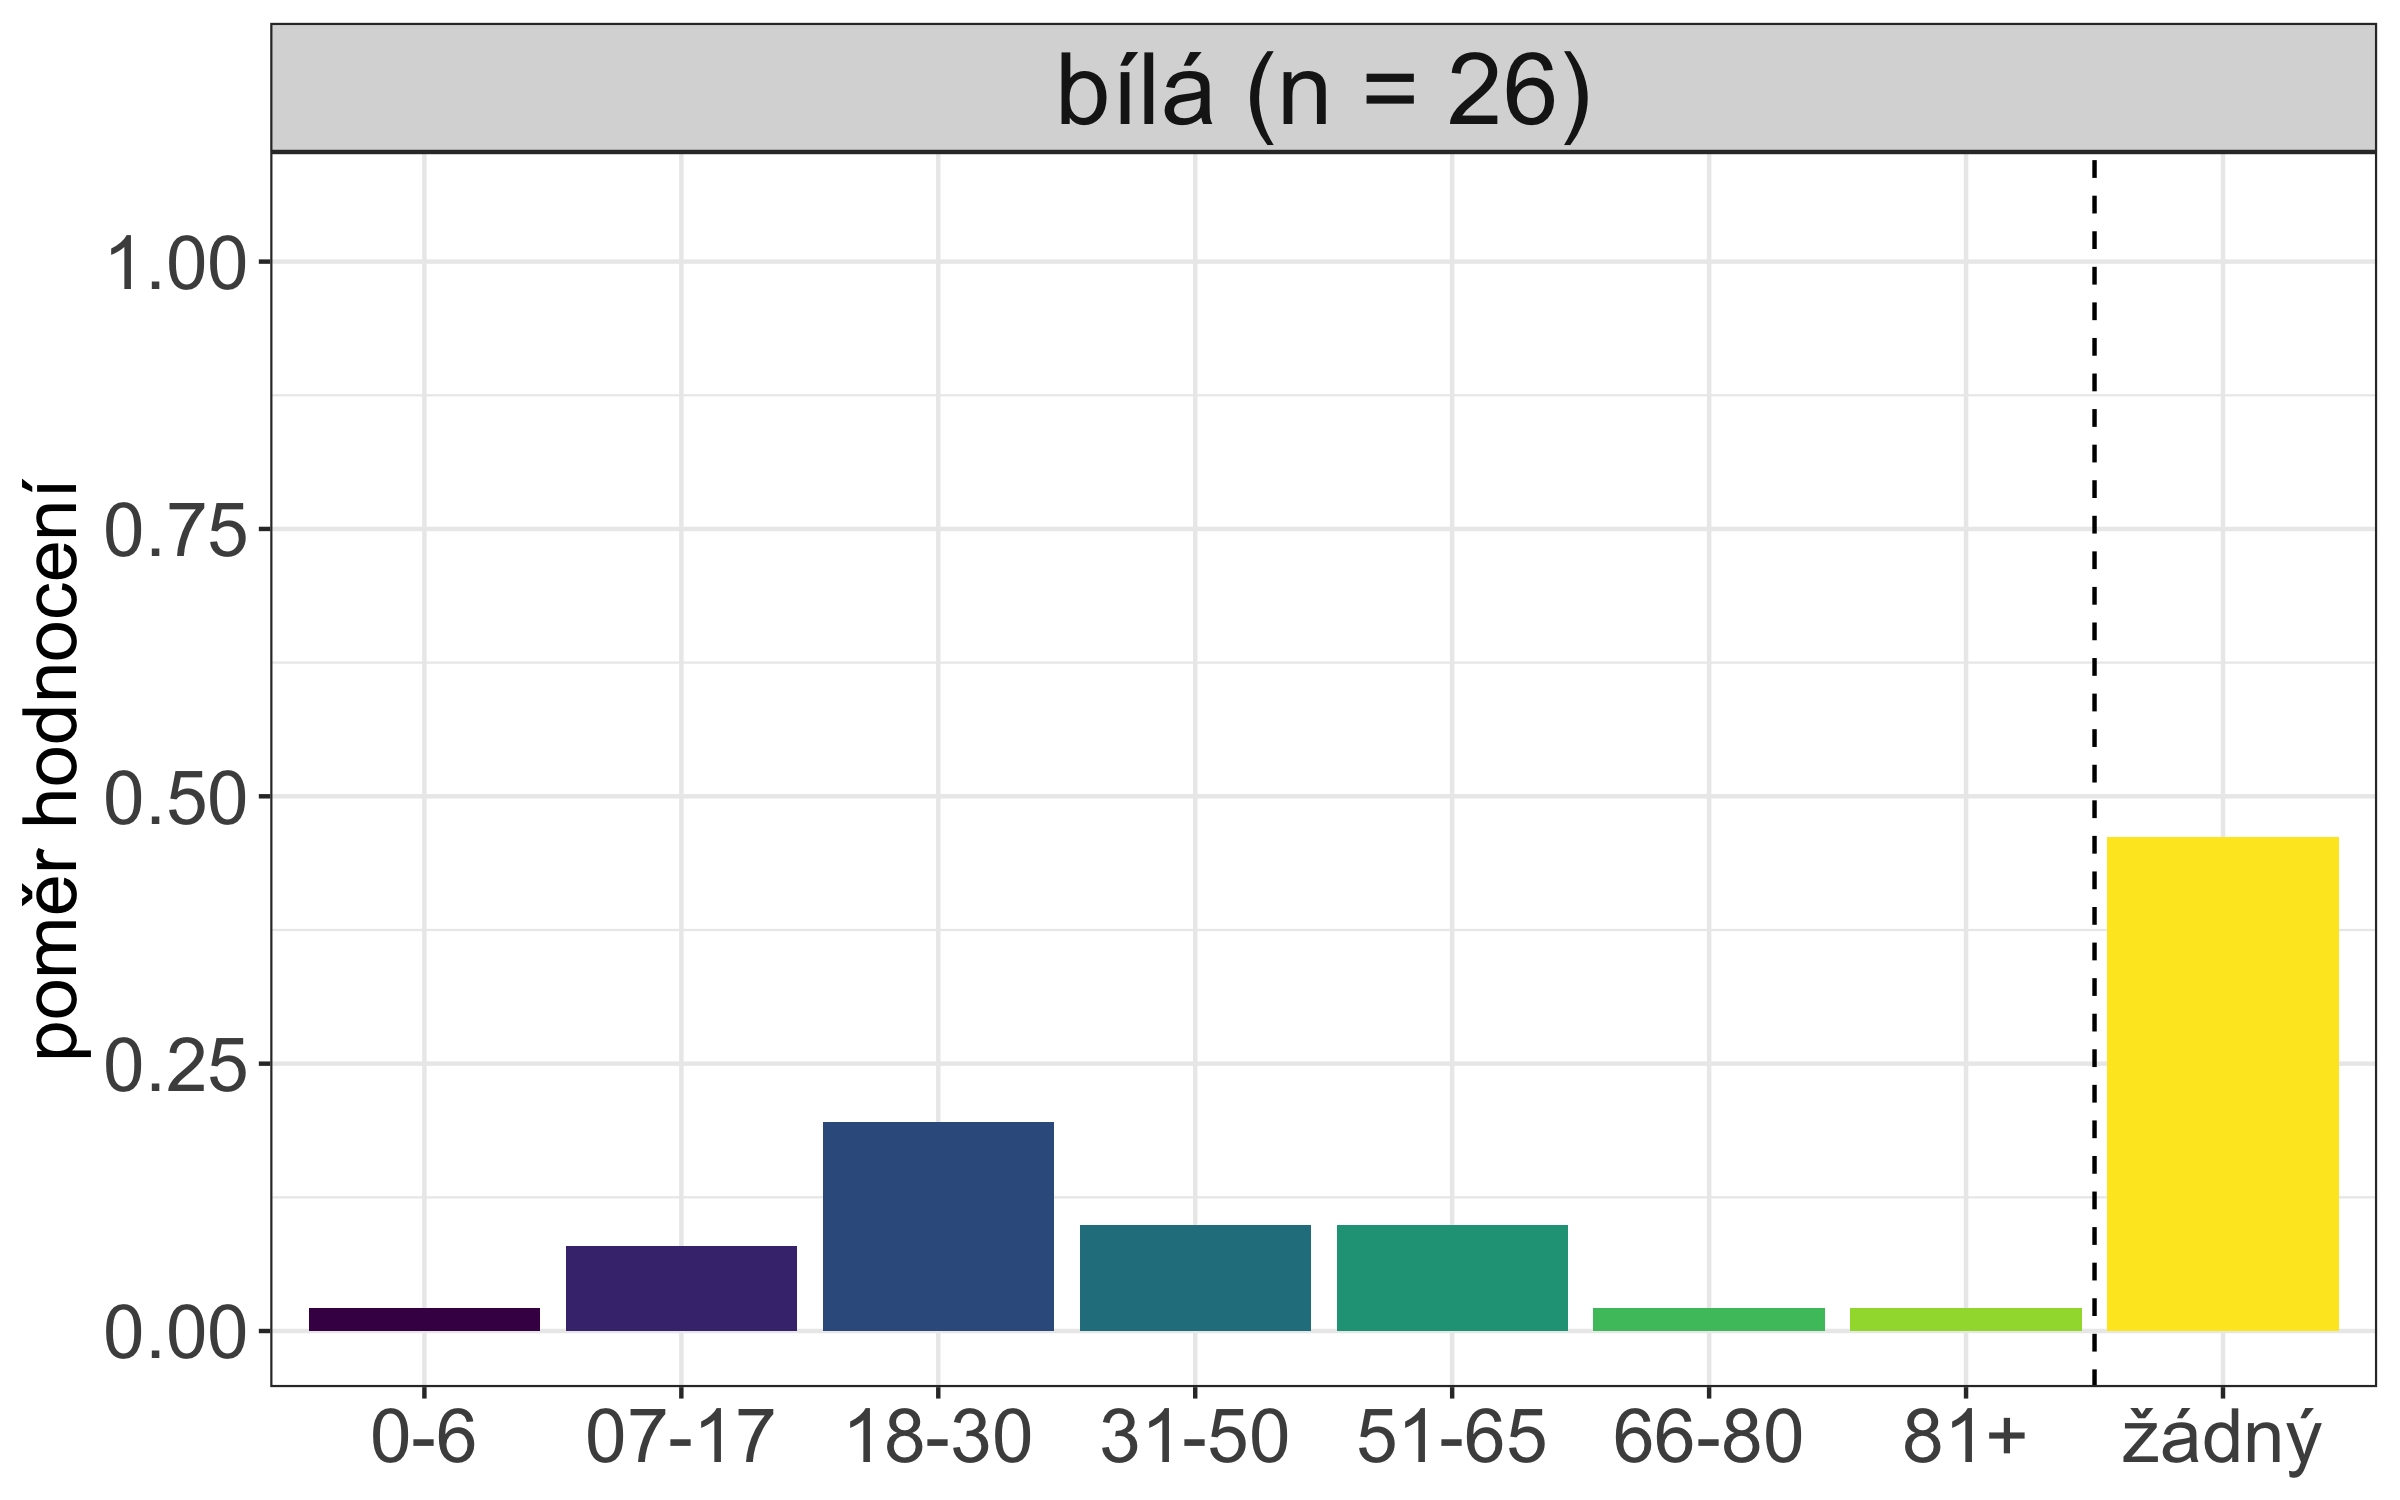 bílá (n = 26)
poměr hodnocení
1.00
0.75
0.50
0.25
0.00
0-6 07-17 18-30 31-50 51-65 66-80 81+ žádný